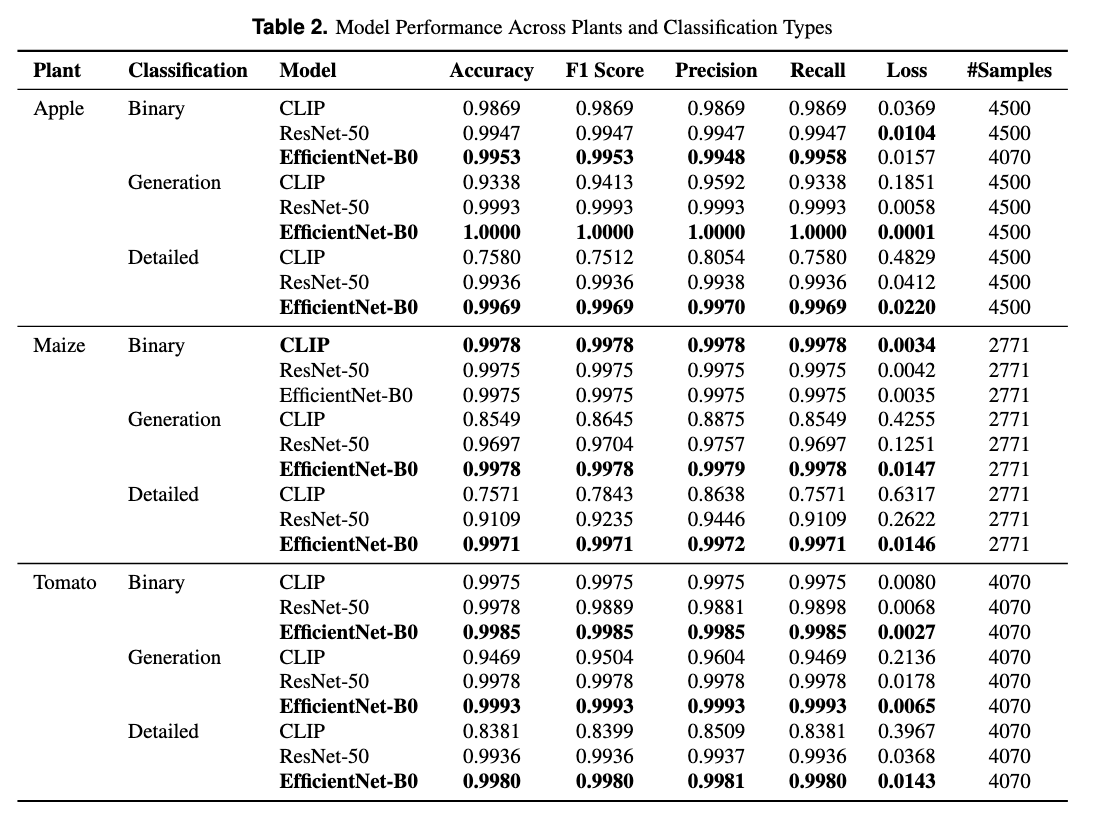 Table 2. Model Performance Across Plants and Classification Types
Plant Classification Model Accuracy F1 Score Precision Recall Loss #Samples
Apple Binary CLIP 0.9869 0.9869 0.9869 0.9869 0.0369 4500
ResNet-50 0.9947 0.9947 0.9947 0.9947 0.0104 4500
EfficientNet-B0 0.9953 0.9953 0.9948 0.9958 0.0157 4070
Generation CLIP 0.9338 0.9413 0.9592 0.9338 0.1851 4500
ResNet-50 0.9993 0.9993 0.9993 0.9993 0.0058 4500
EfficientNet-B0 1.0000 1.0000 1.0000 1.0000 0.0001 4500
Detailed CLIP 0.7580 0.7512 0.8054 0.7580 0.4829 4500
ResNet-50 0.9936 0.9936 0.9938 0.9936 0.0412 4500
EfficientNet-B0 0.9969 0.9969 0.9970 0.9969 0.0220 4500
Maize Binary CLIP 0.9978 0.9978 0.9978 0.9978 0.0034 2771
ResNet-50 0.9975 0.9975 0.9975 0.9975 0.0042 2771
EfficientNet-B0 0.9975 0.9975 0.9975 0.9975 0.0035 2771
Generation CLIP 0.8549 0.8645 0.8875 0.8549 0.4255 2771
ResNet-50 0.9697 0.9704 0.9757 0.9697 0.1251 2771
EfficientNet-B0 0.9978 0.9978 0.9979 0.9978 0.0147 2771
Detailed CLIP 0.7571 0.7843 0.8638 0.7571 0.6317 2771
ResNet-50 0.9109 0.9235 0.9446 0.9109 0.2622 2771
EfficientNet-B0 0.9971 0.9971 0.9972 0.9971 0.0146 2771
Tomato Binary CLIP 0.9975 0.9975 0.9975 0.9975 0.0080 4070
ResNet-50 0.9978 0.9889 0.9881 0.9898 0.0068 4070
EfficientNet-B0 0.9985 0.9985 0.9985 0.9985 0.0027 4070
Generation CLIP 0.9469 0.9504 0.9604 0.9469 0.2136 4070
ResNet-50 0.9978 0.9978 0.9978 0.9978 0.0178 4070
EfficientNet-B0 0.9993 0.9993 0.9993 0.9993 0.0065 4070
Detailed CLIP 0.8381 0.8399 0.8509 0.8381 0.3967 4070
ResNet-50 0.9936 0.9936 0.9937 0.9936 0.0368 4070
EfficientNet-B0 0.9980 0.9980 0.9981 0.9980 0.0143 4070